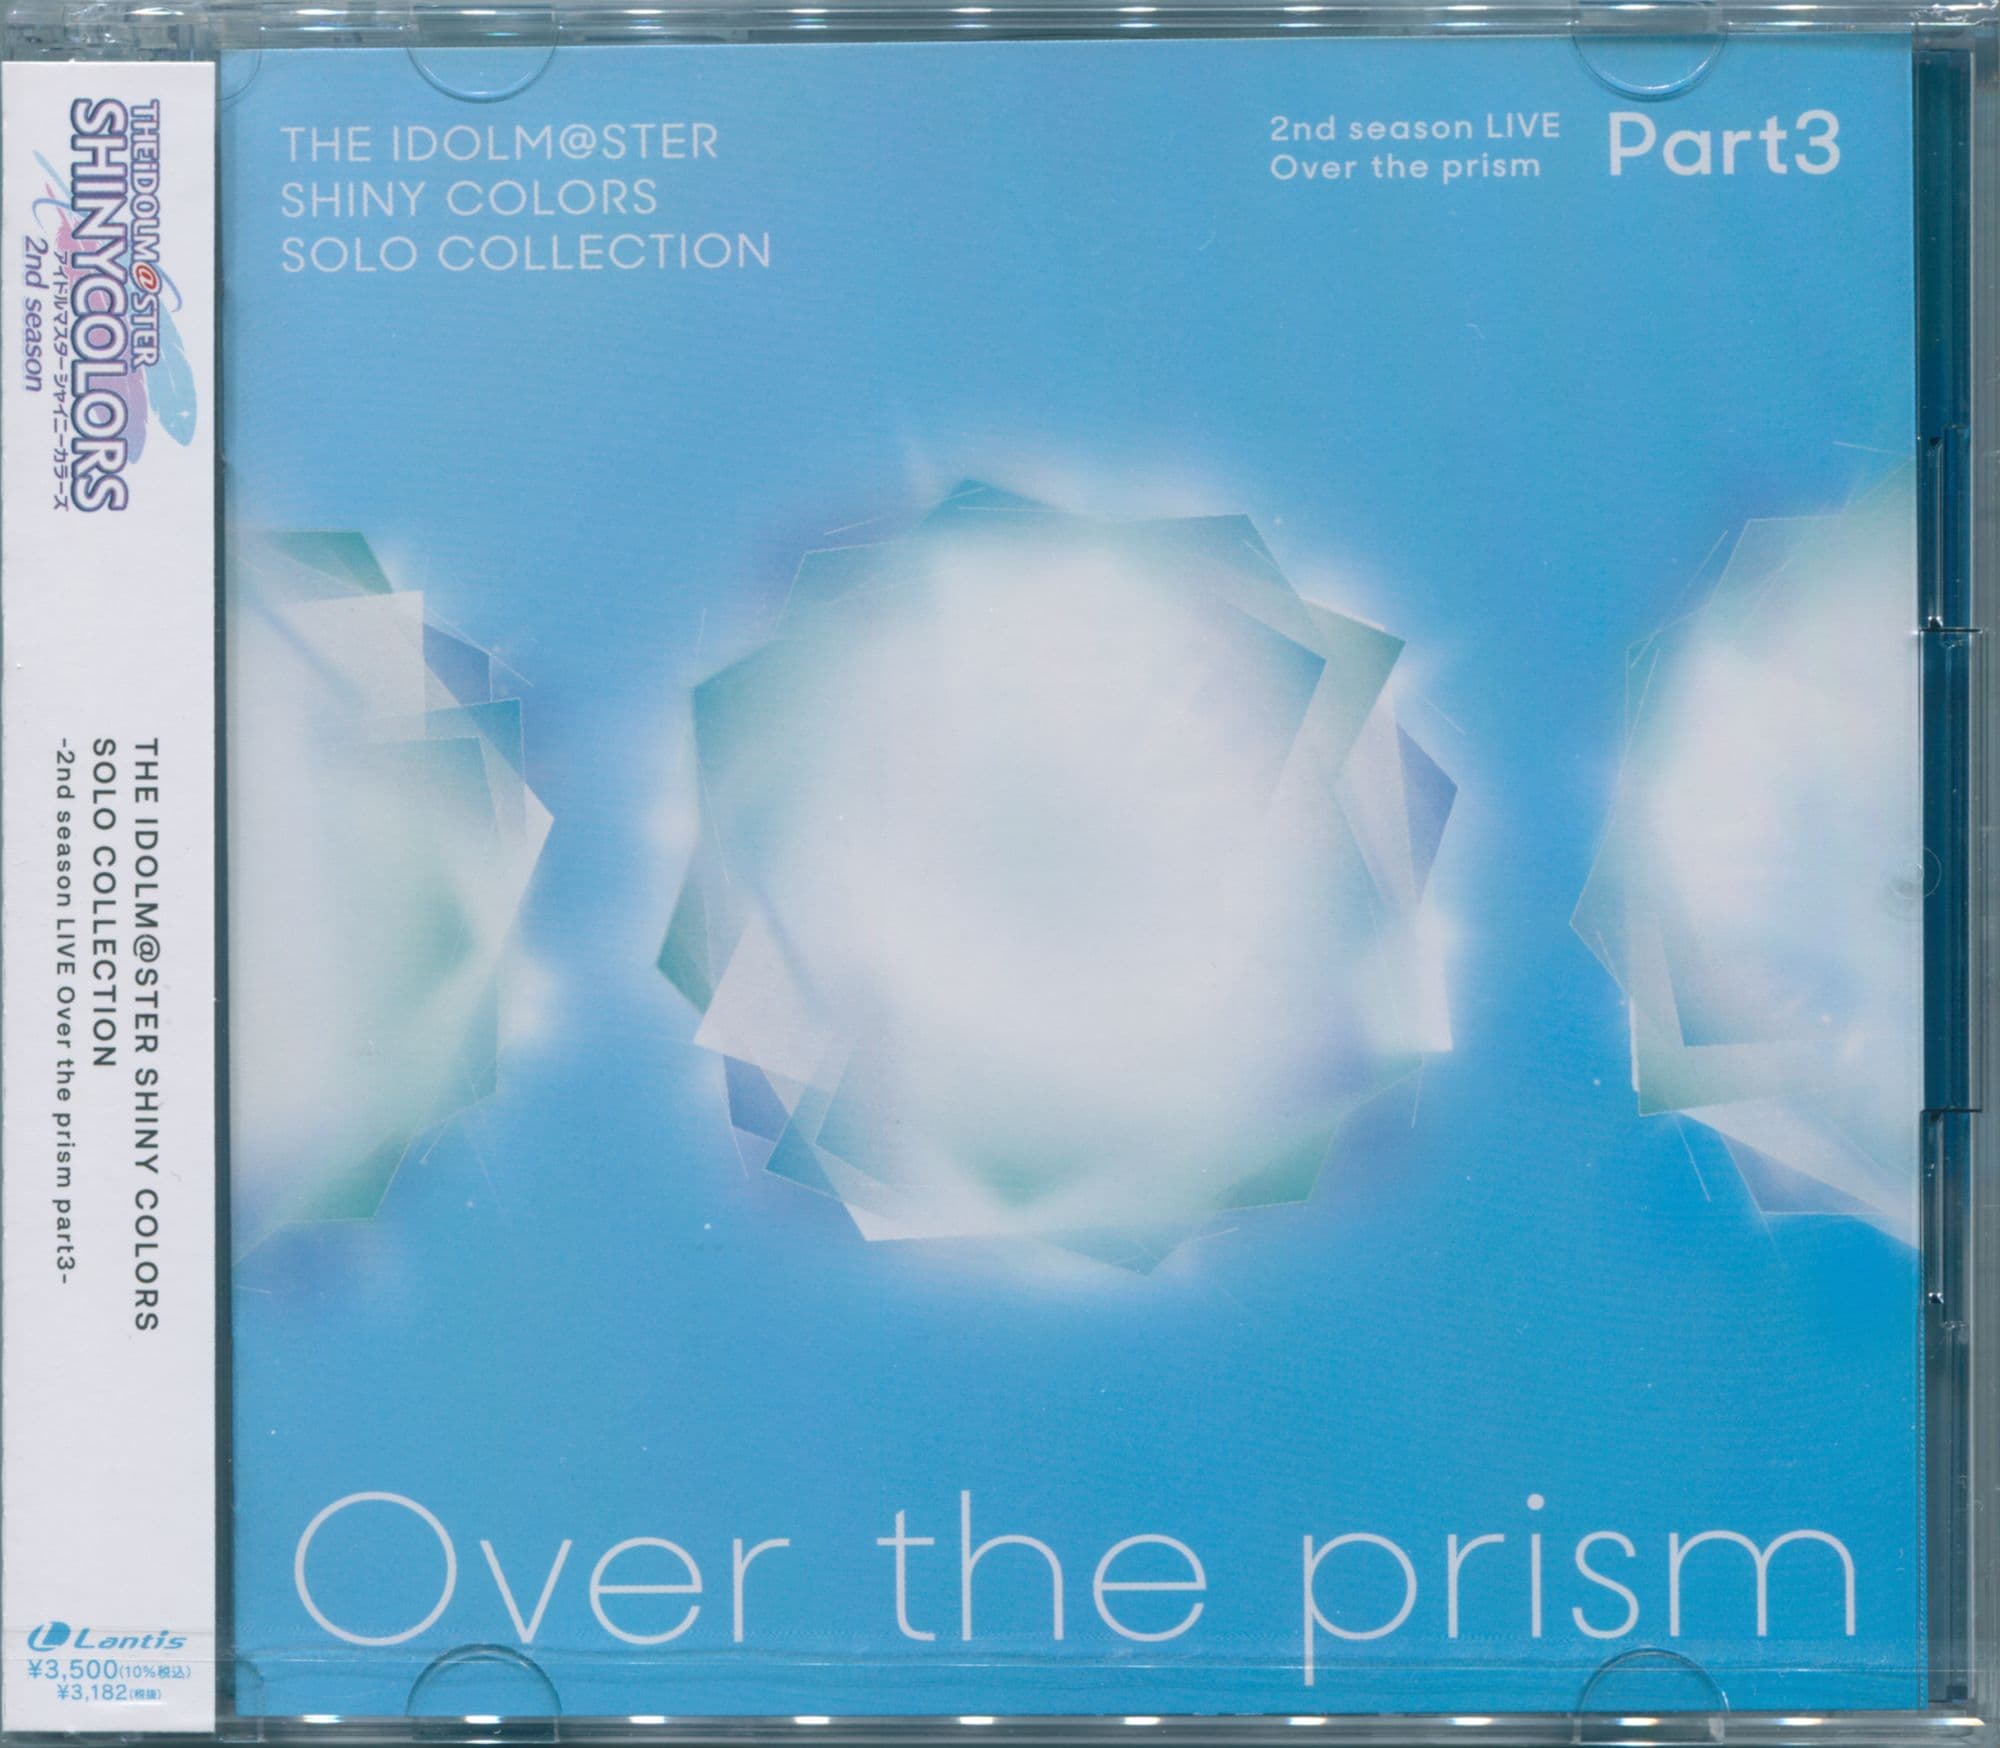 THE iDOLM@STER
SHINYCOLORS
アイドルマスターシャイニーカラーズ
2nd season
THE IDOLM@STER SHINY COLORS
SOLO COLLECTION
-2nd season LIVE Over the prism part3-
Lantis
¥3,500(10%税込)
¥3,182(税抜)
THE IDOLM@STER
SHINY COLORS
SOLO COLLECTION
2nd season LIVE
Over the prism
Part3
Over the prism